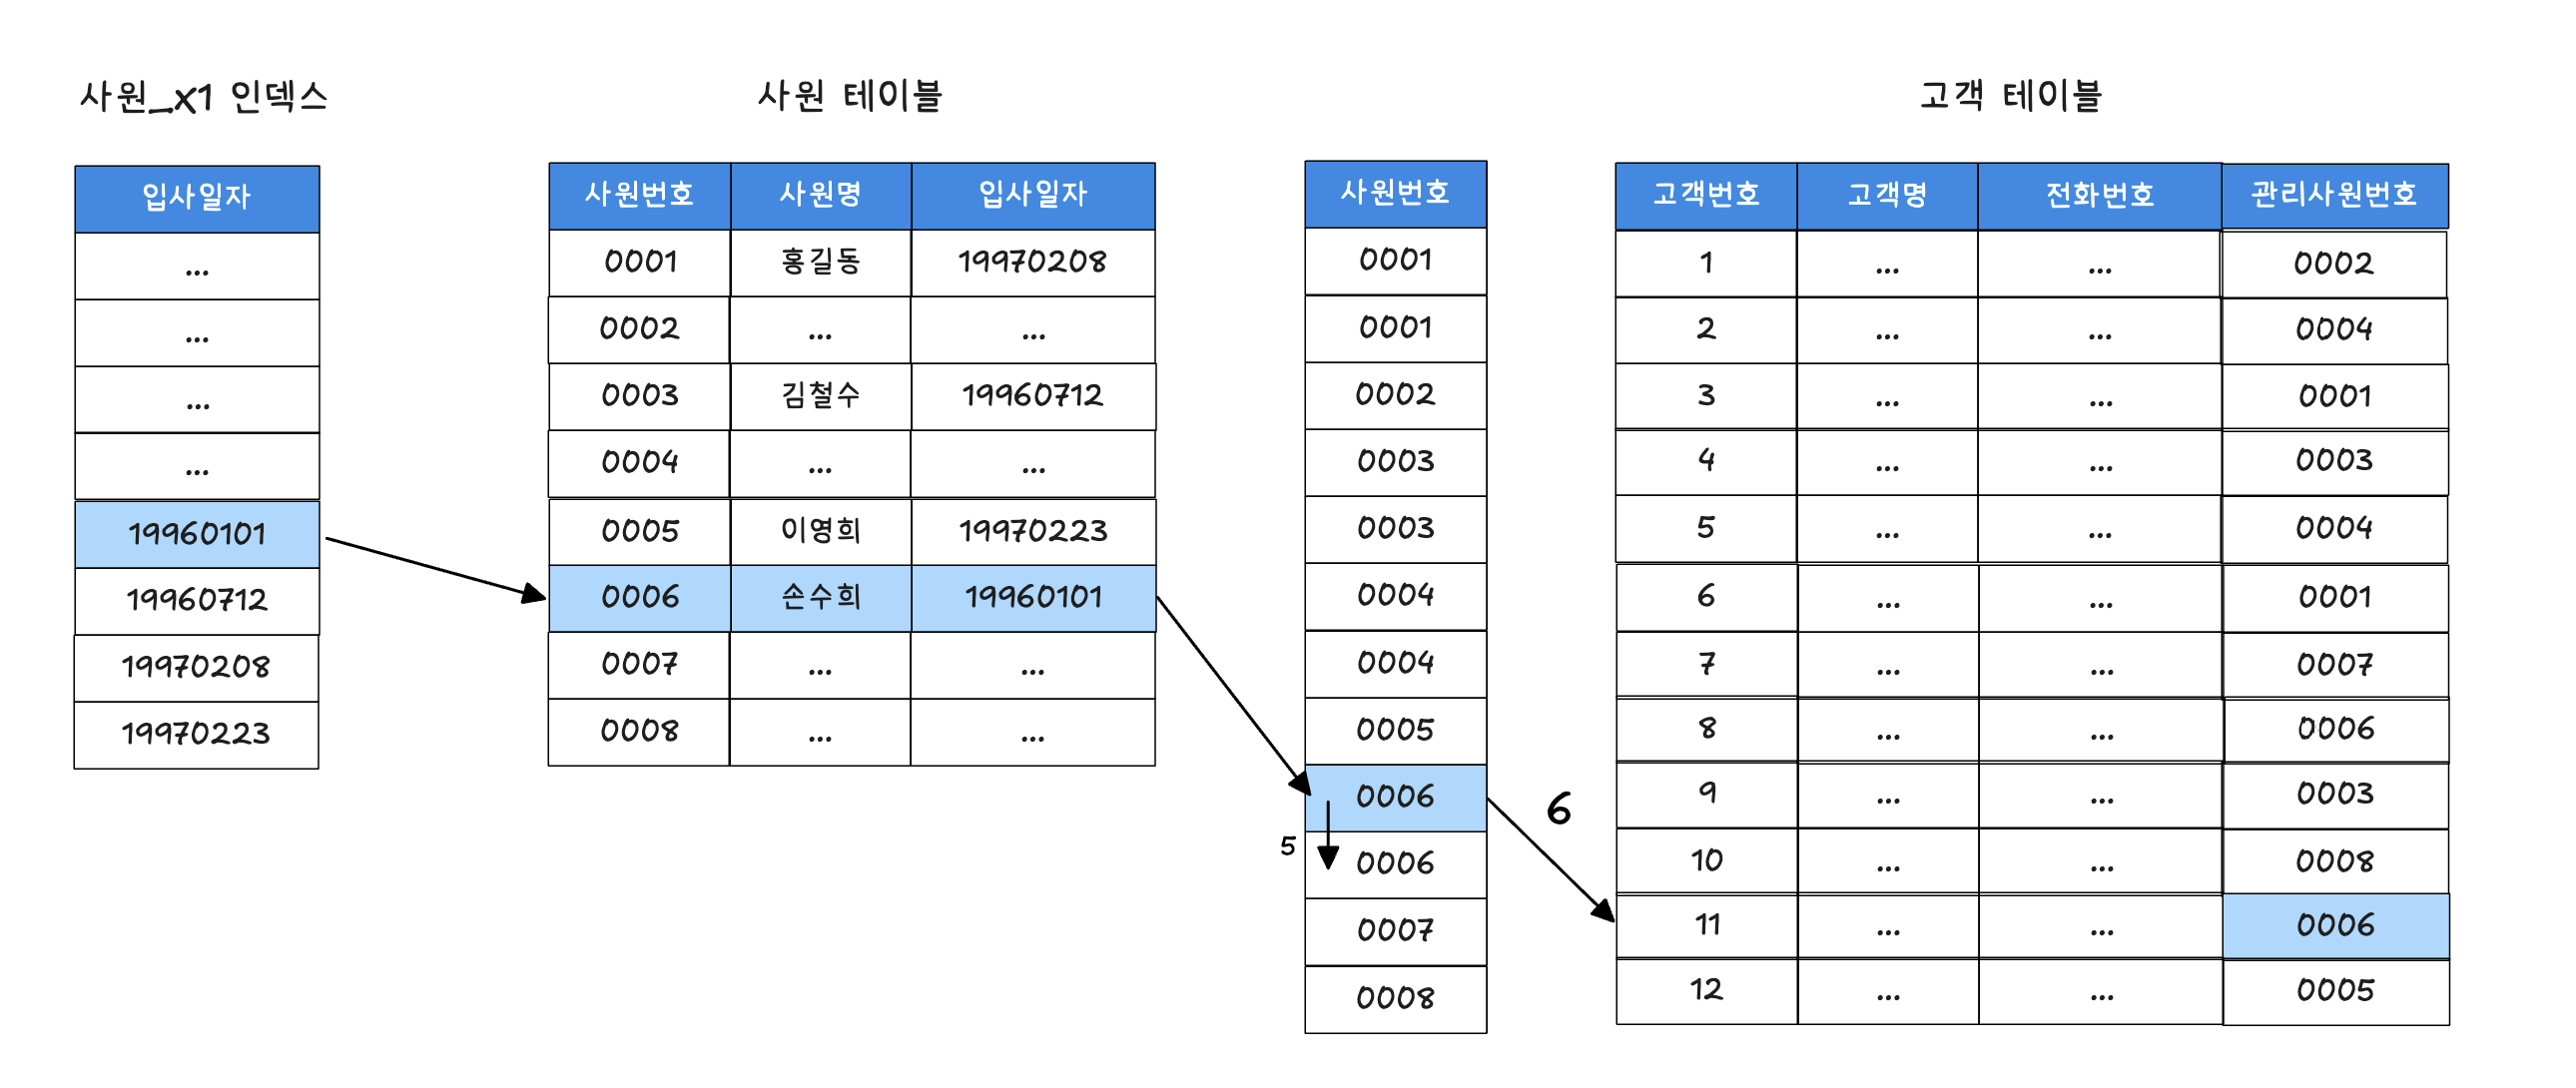 사원_X1 인덱스
입사일자
...
...
...
...
19960101
19960712
19970208
19970223
사원 테이블
사원번호 사원명 입사일자
0001 홍길동 19970208
0002 ... ...
0003 김철수 19960712
0004 ... ...
0005 이영희 19970223
0006 손수희 19960101
0007 ... ...
0008 ... ...
사원번호
0001
0001
0002
0003
0003
0004
0004
0005
0006
5
0006
0007
0008
6
고객 테이블
고객번호 고객명 전화번호 관리사원번호
1 ... ... 0002
2 ... ... 0004
3 ... ... 0001
4 ... ... 0003
5 ... ... 0004
6 ... ... 0001
7 ... ... 0007
8 ... ... 0006
9 ... ... 0003
10 ... ... 0008
11 ... ... 0006
12 ... ... 0005